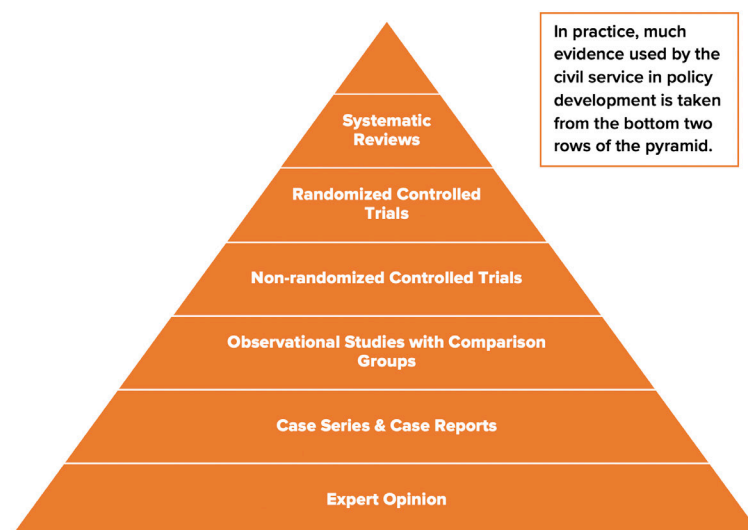 In practice, much
evidence used by the
civil service in policy
development is taken
from the bottom two
rows of the pyramid.
Systematic
Reviews
Randomized Controlled
Trials
Non-randomized Controlled Trials
Observational Studies with Comparison
Groups
Case Series & Case Reports
Expert Opinion